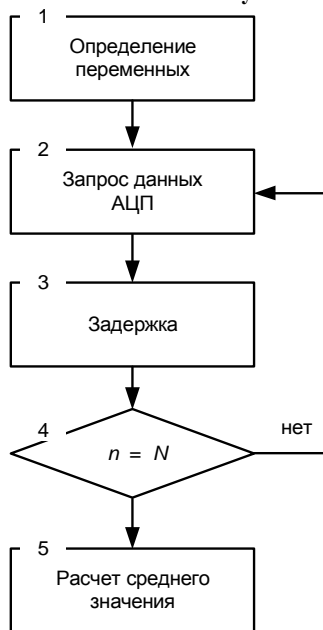 1
Определение
переменных
2
Запрос данных
АЦП
3
Задержка
4
n = N
нет
5
Расчет среднего
значения